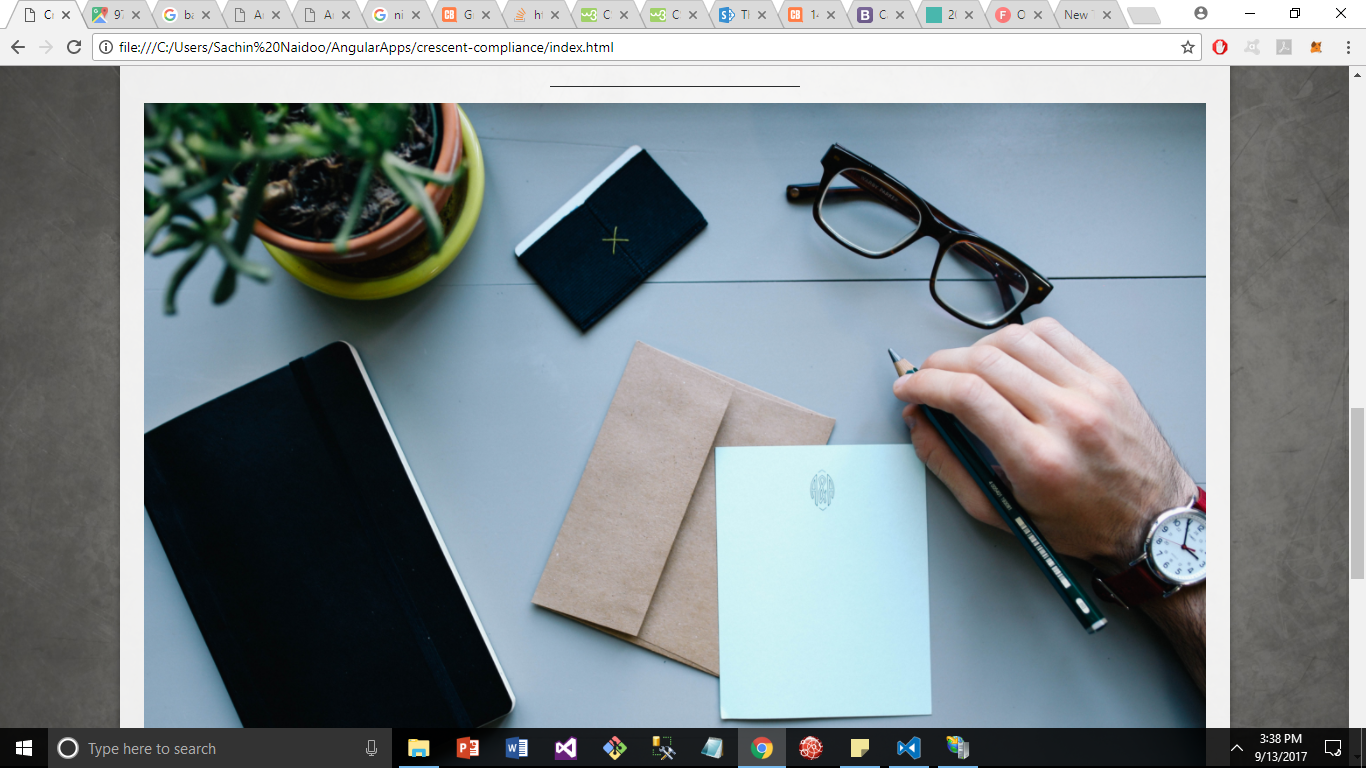 Cr
97
ba
Ar
Ar
ni
G
ht
C
C
Tl
14
C
20
O
New T
file:///C:/Users/Sachin%20Naidoo/AngularApps/crescent-compliance/index.html
Type here to search
3:38 PM
9/13/2017